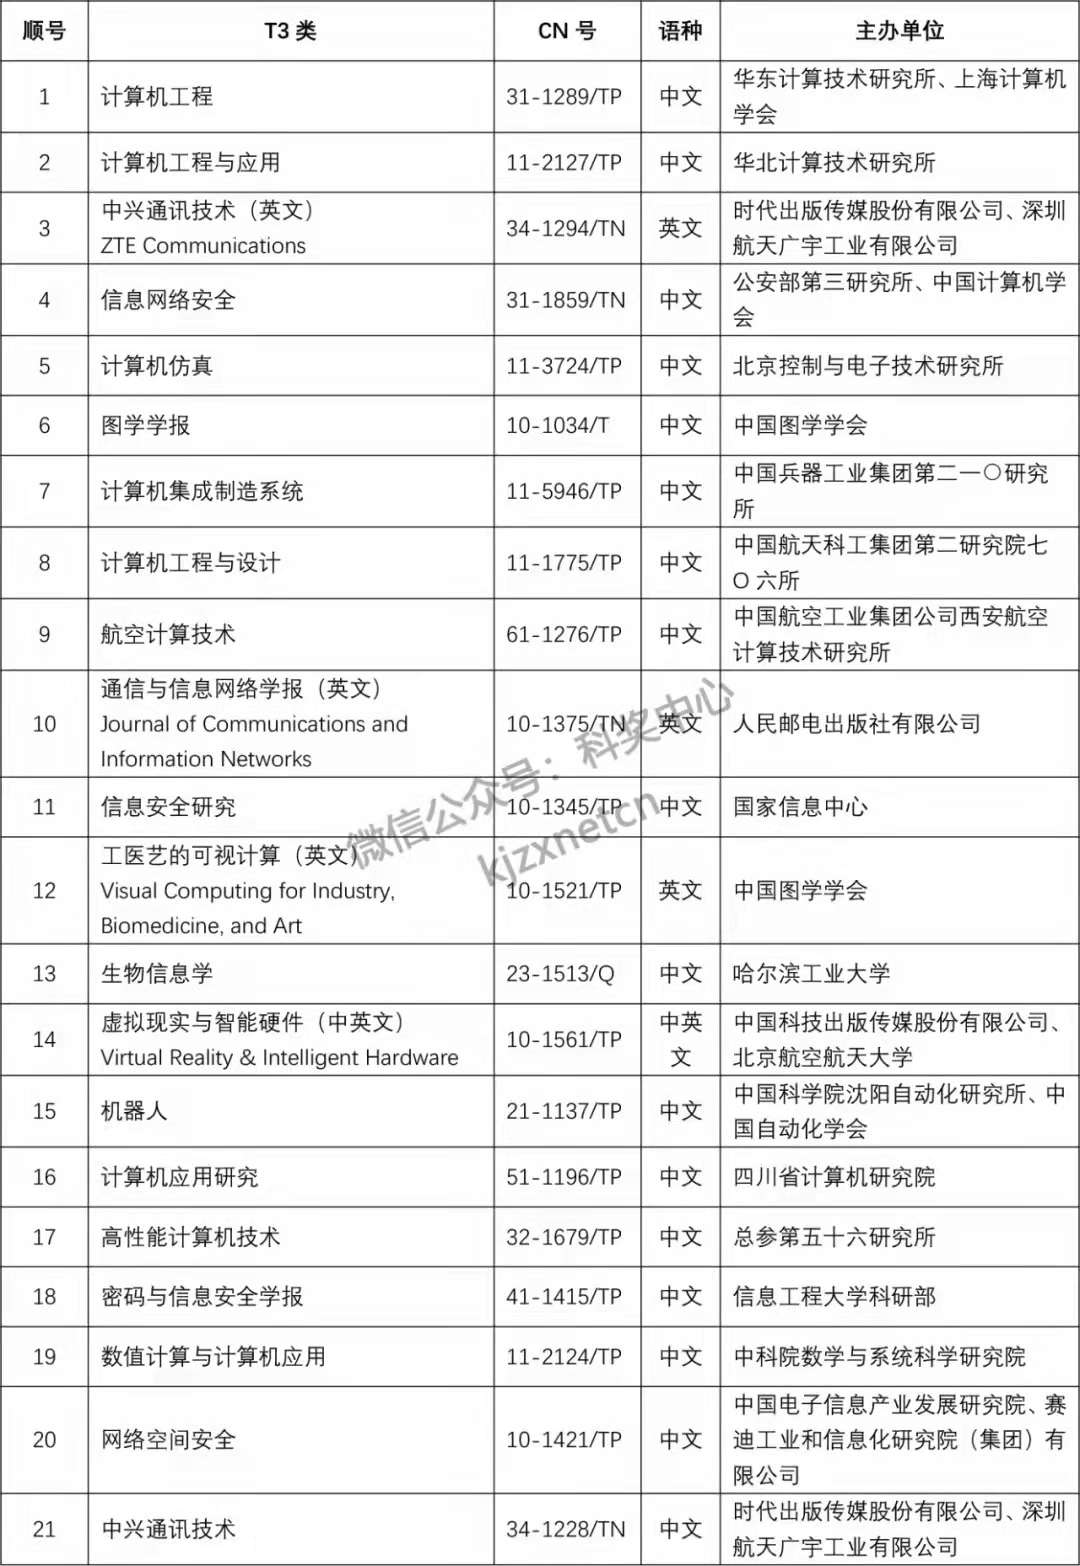 顺号 T3 类 CN 号 语种 主办单位
1 计算机工程 31-1289/TP 中文 华东计算技术研究所、上海计算机
学会
2 计算机工程与应用 11-2127/TP 中文 华北计算技术研究所
3 中兴通讯技术（英文）
ZTE Communications 34-1294/TN 英文 时代出版传媒股份有限公司、深圳
航天广宇工业有限公司
4 信息网络安全 31-1859/TN 中文 公安部第三研究所、中国计算机学
会
5 计算机仿真 11-3724/TP 中文 北京控制与电子技术研究所
6 图学学报 10-1034/T 中文 中国图学学会
7 计算机集成制造系统 11-5946/TP 中文 中国兵器工业集团第二一〇研究
所
8 计算机工程与设计 11-1775/TP 中文 中国航天科工集团第二研究院七
O 六所
9 航空计算技术 61-1276/TP 中文 中国航空工业集团公司西安航空
计算技术研究所
10 通信与信息网络学报（英文）
Journal of Communications and
Information Networks 10-1375/TN 英文 人民邮电出版社有限公司
11 信息安全研究 10-1345/TP 中文 国家信息中心
12 工医艺的可视计算（英文）
Visual Computing for Industry,
Biomedicine, and Art 10-1521/TP 英文 中国图学学会
13 生物信息学 23-1513/Q 中文 哈尔滨工业大学
14 虚拟现实与智能硬件（中英文）
Virtual Reality & Intelligent Hardware 10-1561/TP 中英
文 中国科技出版传媒股份有限公司、
北京航空航天大学
15 机器人 21-1137/TP 中文 中国科学院沈阳自动化研究所、中
国自动化学会
16 计算机应用研究 51-1196/TP 中文 四川省计算机研究院
17 高性能计算机技术 32-1679/TP 中文 总参第五十六研究所
18 密码与信息安全学报 41-1415/TP 中文 信息工程大学科研部
19 数值计算与计算机应用 11-2124/TP 中文 中科院数学与系统科学研究院
20 网络空间安全 10-1421/TP 中文 中国电子信息产业发展研究院、赛
迪工业和信息化研究院（集团）有
限公司
21 中兴通讯技术 34-1228/TN 中文 时代出版传媒股份有限公司、深圳
航天广宇工业有限公司
微信公众号：科奖中心
kjzxnetcn